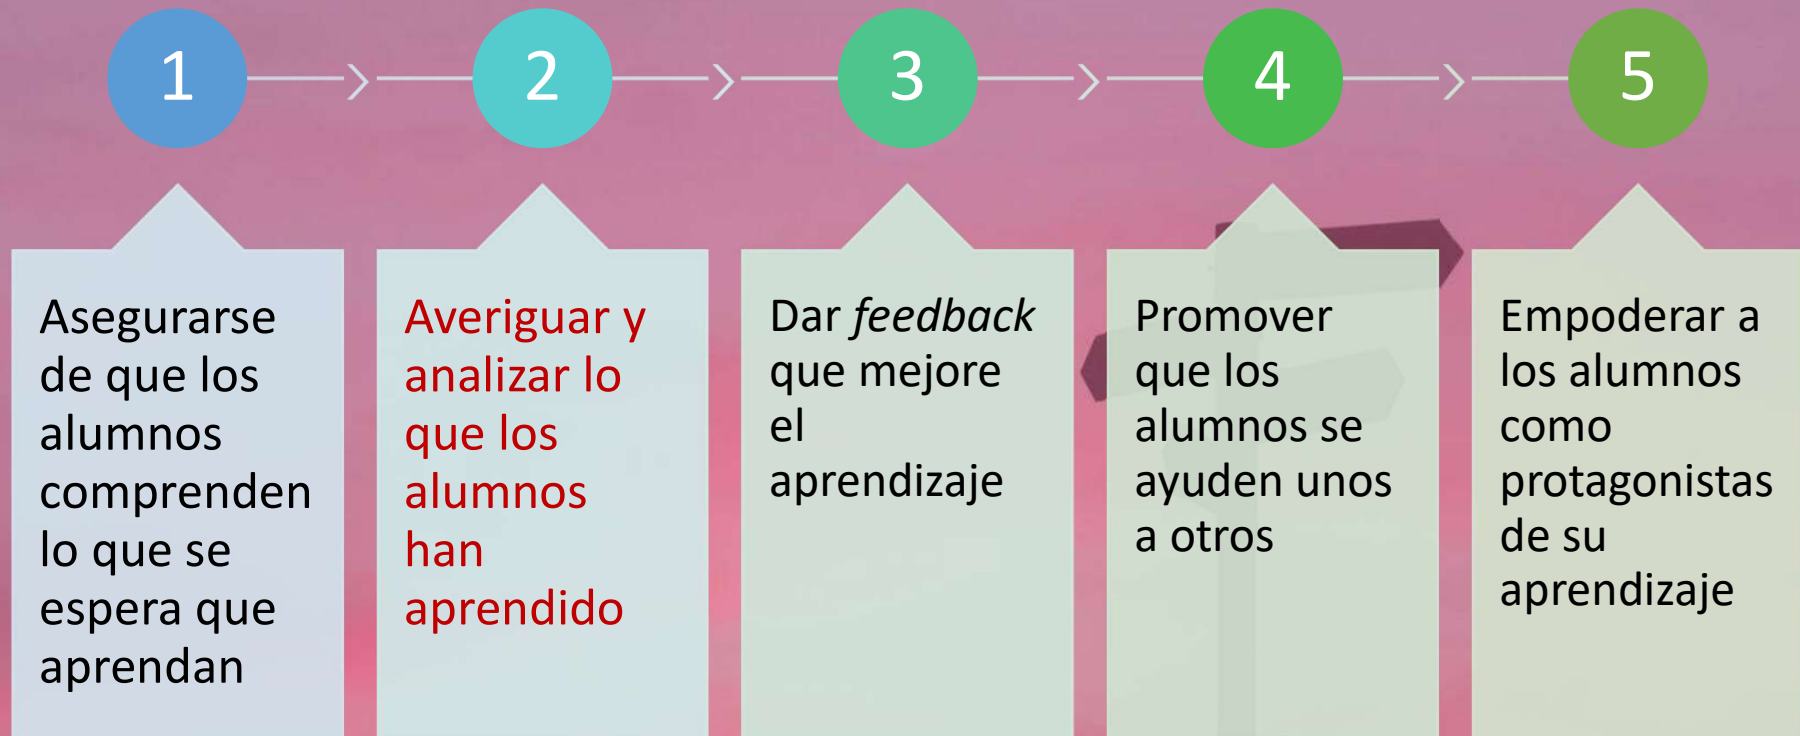 1
2
3
4
5
Asegurarse
de que los
alumnos
comprenden
lo que se
espera que
aprendan
Averiguar y
analizar lo
que los
alumnos
han
aprendido
Dar feedback
que mejore
el
aprendizaje
Promover
que los
alumnos se
ayuden unos
a otros
Empoderar a
los alumnos
como
protagonistas
de su
aprendizaje